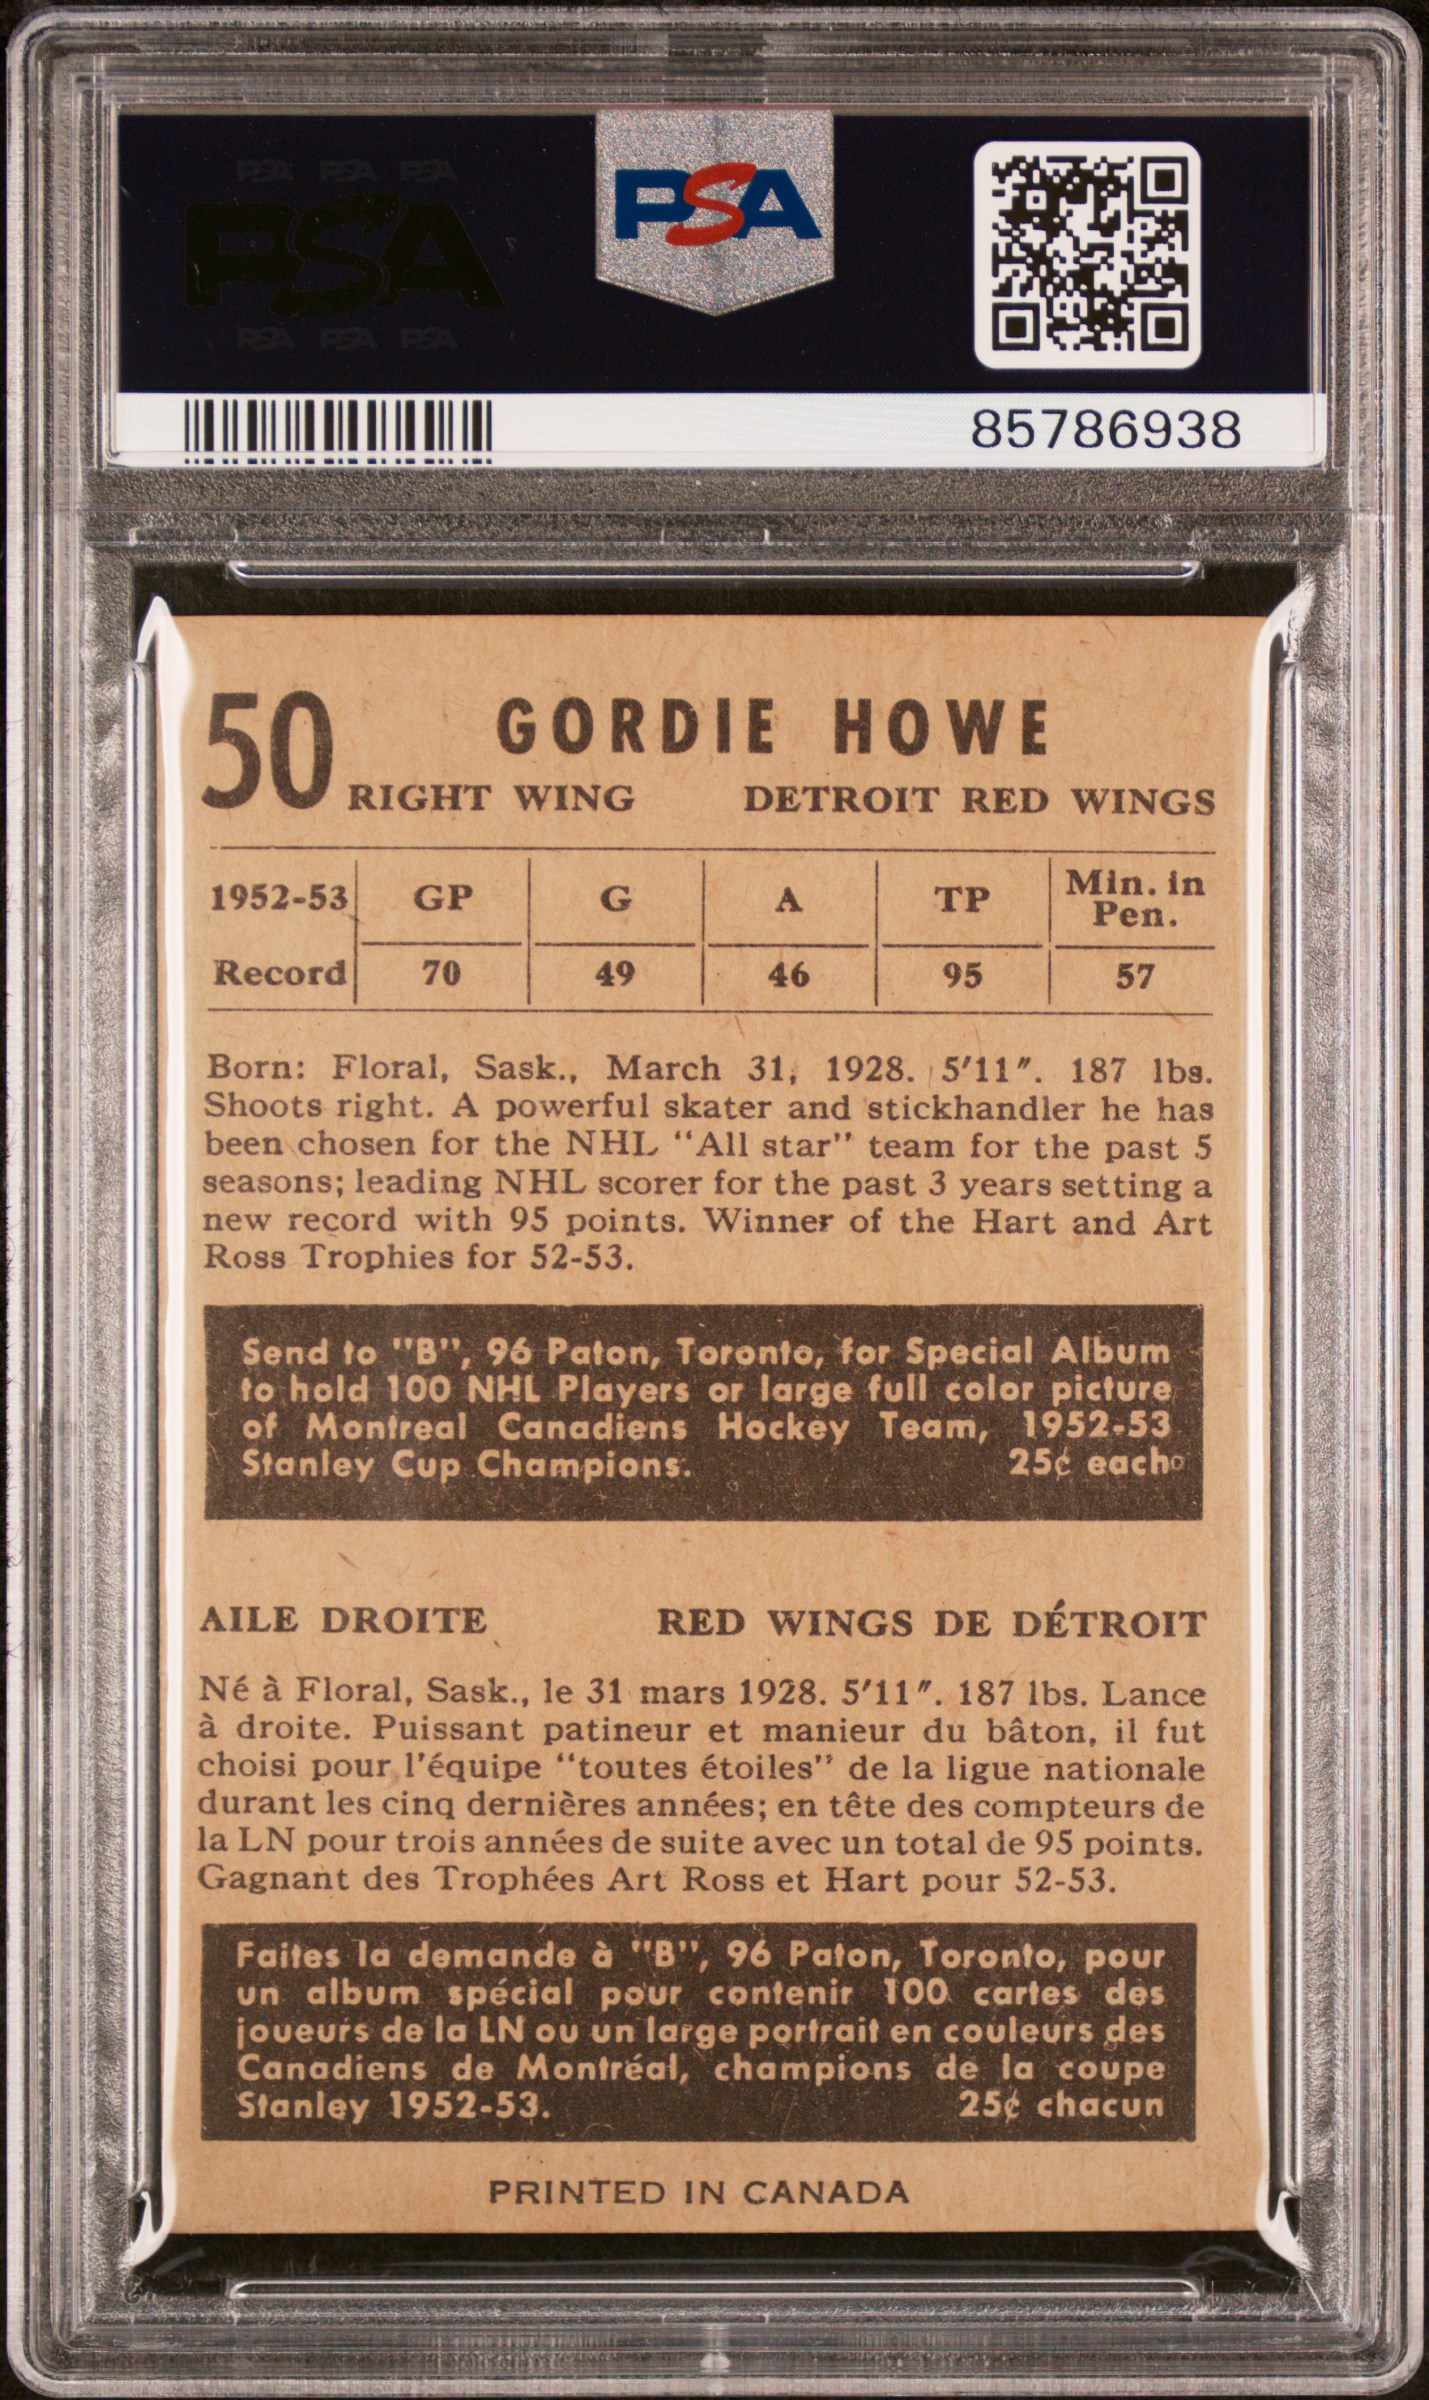 PSA PSA PSA
PSA
PSA PSA PSA
PSA
85786938
50 GORDIE HOWE
RIGHT WING DETROIT RED WINGS
1952-53 GP G A TP Min. in Pen.
Record 70 49 46 95 57
Born: Floral, Sask., March 31, 1928. 5'11". 187 lbs.
Shoots right. A powerful skater and stickhandler he has
been chosen for the NHL "All star" team for the past 5
seasons; leading NHL scorer for the past 3 years setting a
new record with 95 points. Winner of the Hart and Art
Ross Trophies for 52-53.
Send to "B", 96 Paton, Toronto, for Special Album
to hold 100 NHL Players or large full color picture
of Montreal Canadiens Hockey Team, 1952-53
Stanley Cup Champions. 25¢ each
AILE DROITE RED WINGS DE DÉTROIT
Né à Floral, Sask., le 31 mars 1928. 5'11". 187 lbs. Lance
à droite. Puissant patineur et manieur du bâton, il fut
choisi pour l'équipe "toutes étoiles" de la ligue nationale
durant les cinq dernières années; en tête des compteurs de
la LN pour trois années de suite avec un total de 95 points.
Gagnant des Trophées Art Ross et Hart pour 52-53.
Faites la demande à "B", 96 Paton, Toronto, pour
un album spécial pour contenir 100 cartes des
joueurs de la LN ou un large portrait en couleurs des
Canadiens de Montréal, champions de la coupe
Stanley 1952-53. 25¢ chacun
PRINTED IN CANADA